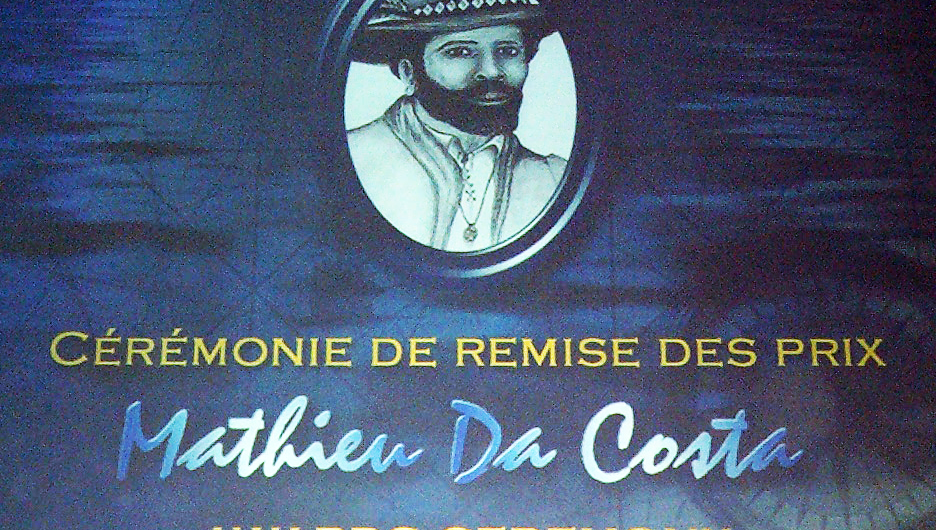 CÉRÉMONIE DE REMISE DES PRIX
Mathieu Da Costa